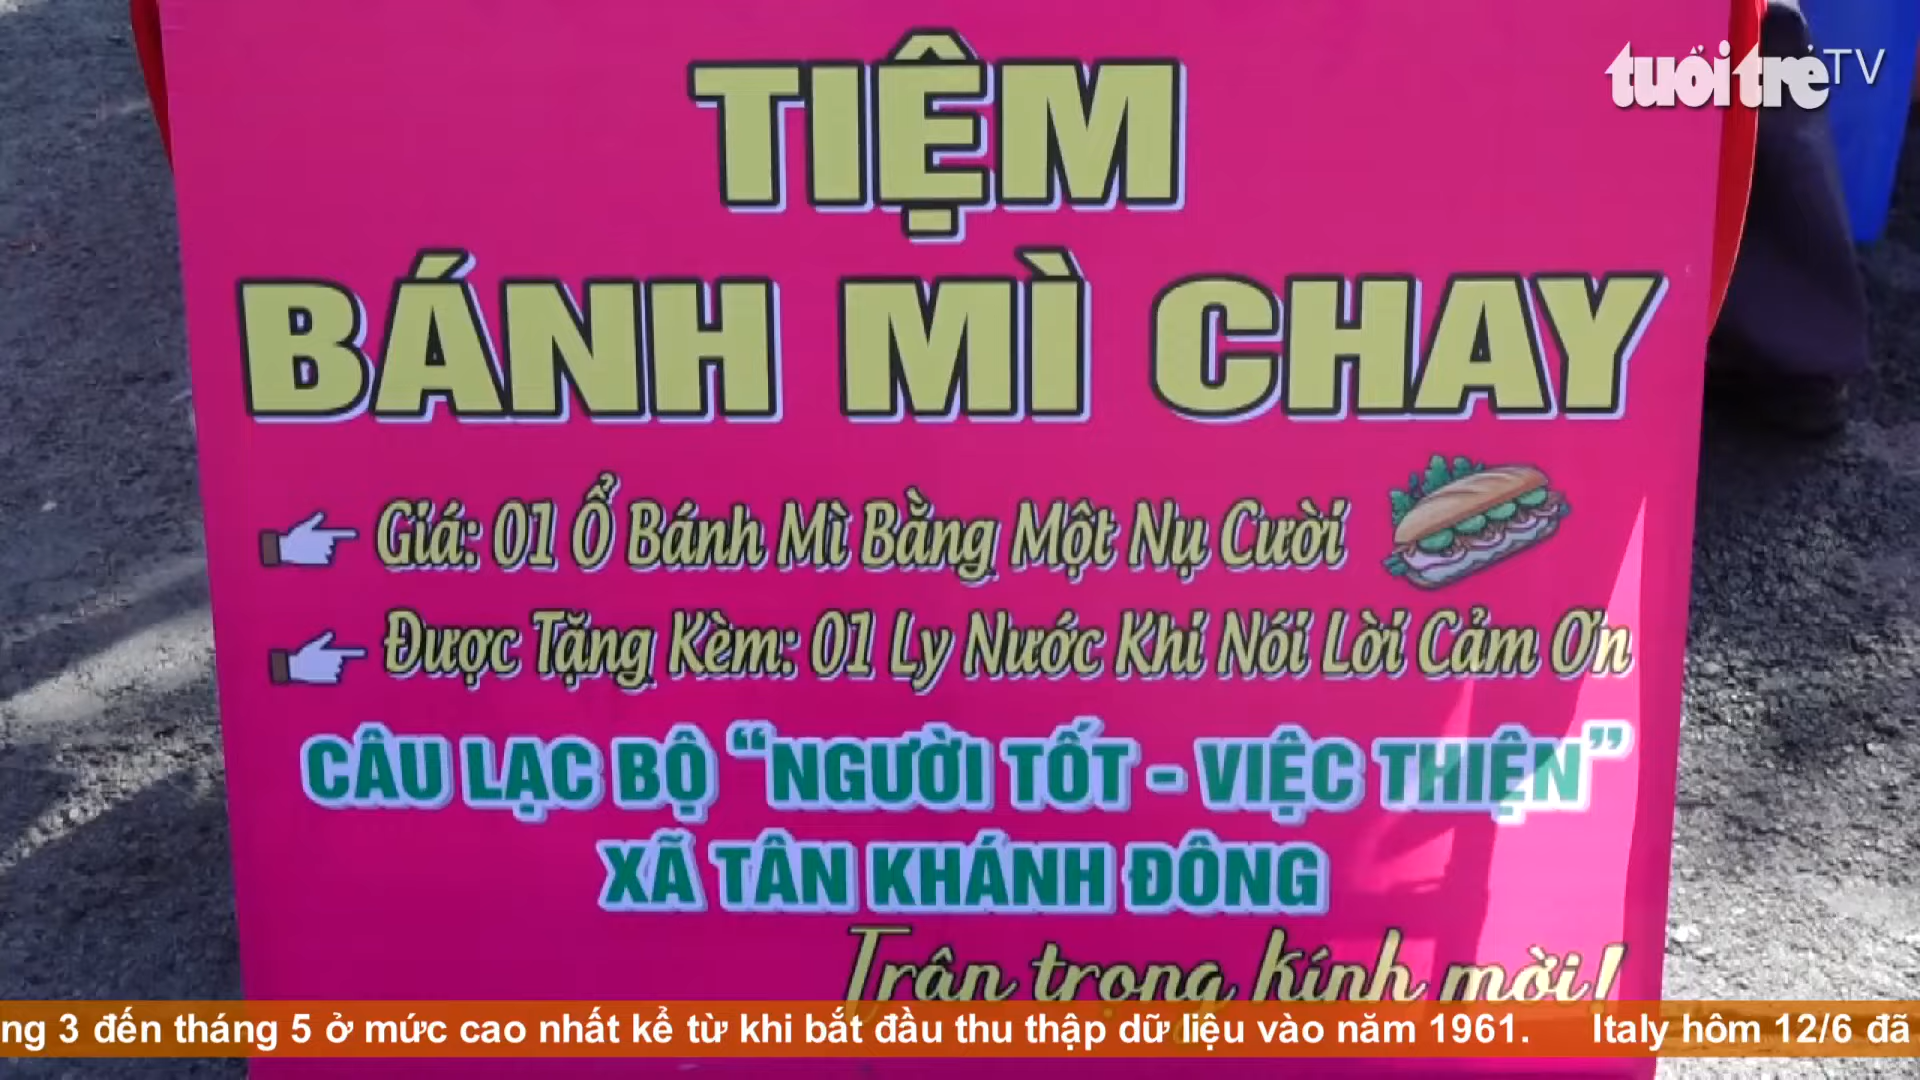 tuổi trẻ TV
TIỆM
BÁNH MÌ CHAY
Giá: 01 Ổ Bánh Mì Bằng Một Nụ Cười
Được Tặng Kèm: 01 Ly Nước Khi Nói Lời Cảm Ơn
CÂU LẠC BỘ “NGƯỜI TỐT - VIỆC THIỆN”
XÃ TÂN KHÁNH ĐÔNG
Trân trọng kính mời!
ng 3 đến tháng 5 ở mức cao nhất kể từ khi bắt đầu thu thập dữ liệu vào năm 1961. Italy hôm 12/6 đã